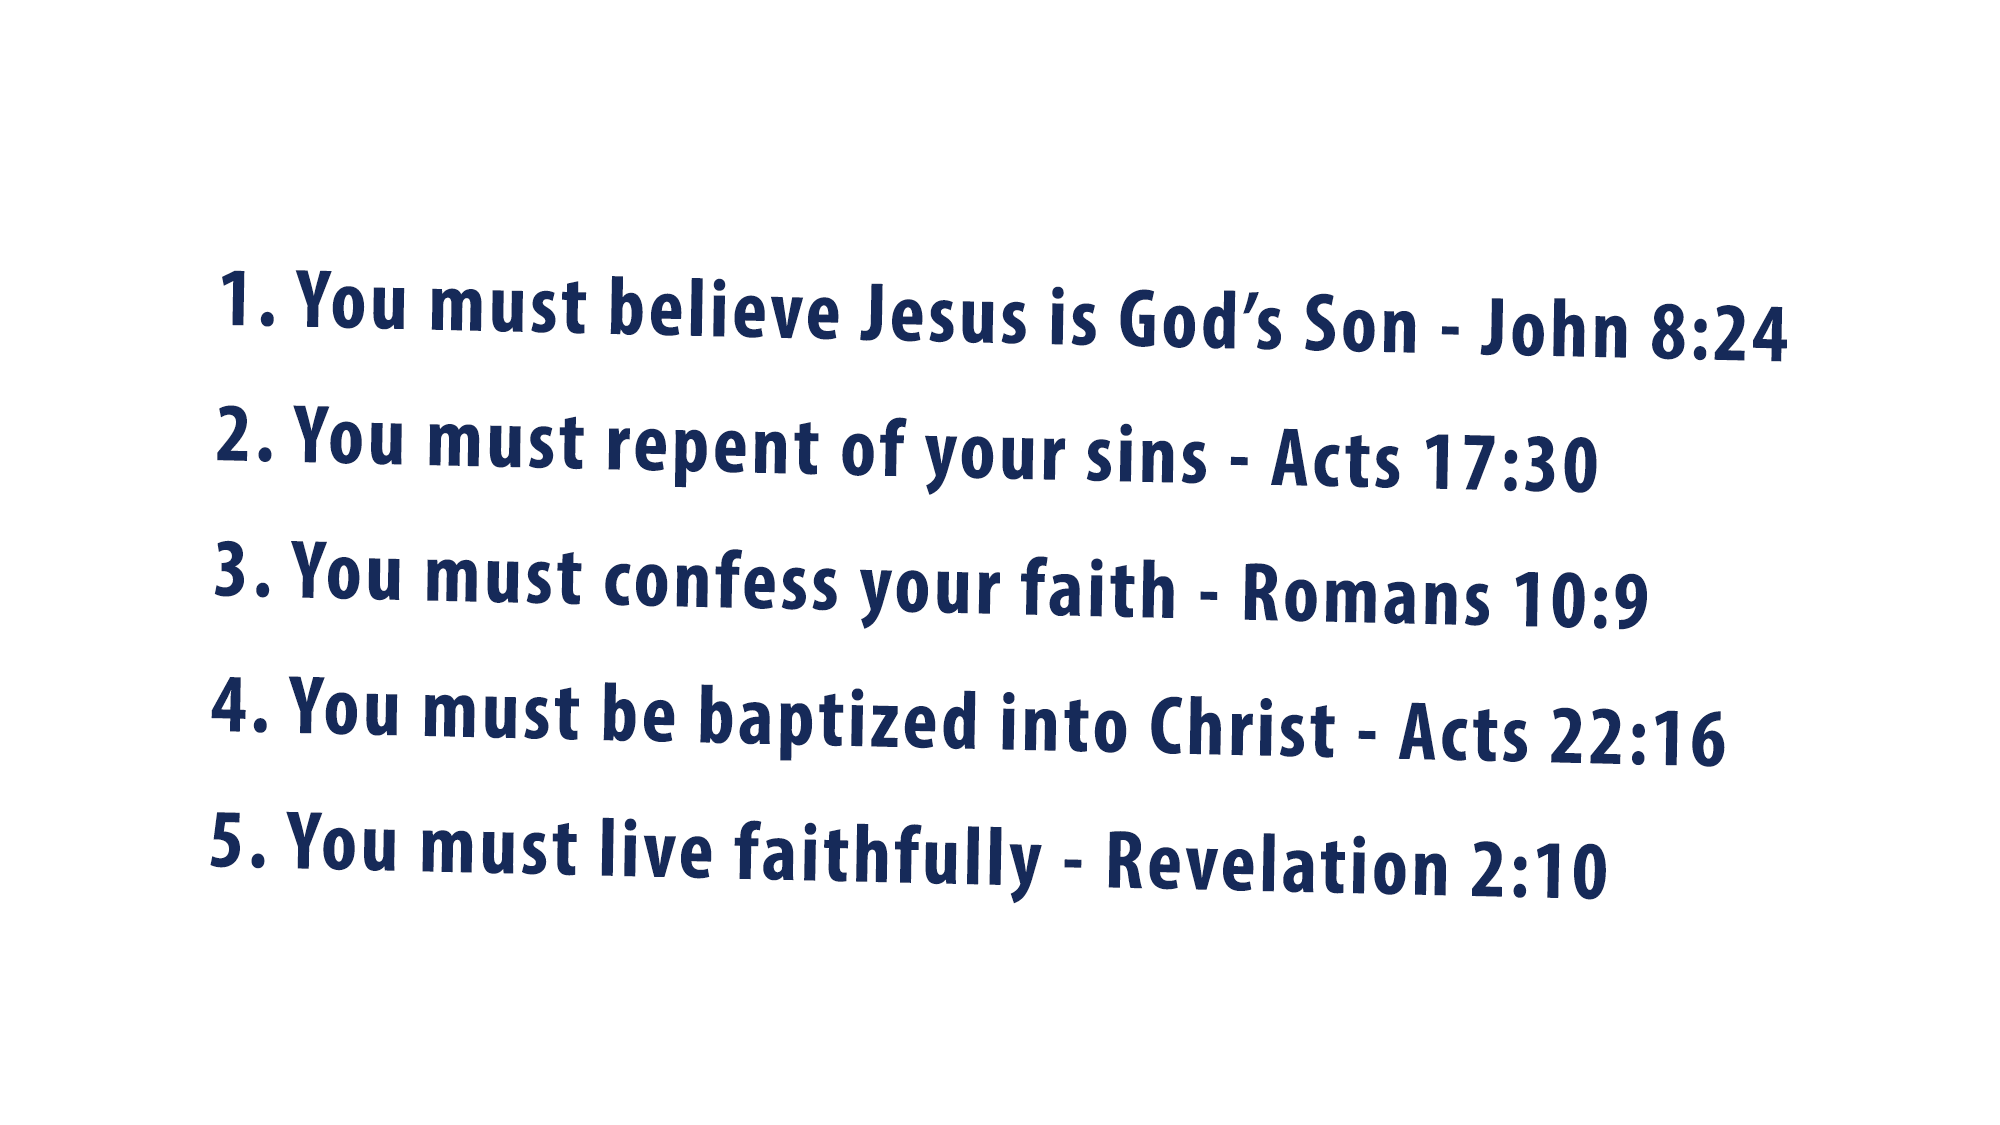 1. You must believe Jesus is God’s Son - John 8:24
2. You must repent of your sins - Acts 17:30
3. You must confess your faith - Romans 10:9
4. You must be baptized into Christ - Acts 22:16
5. You must live faithfully - Revelation 2:10